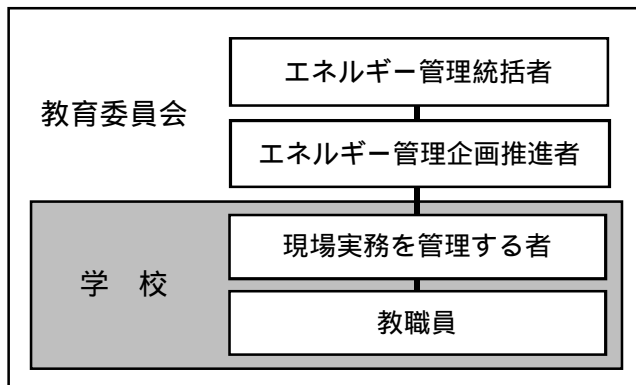 エネルギー管理統括者
教育委員会
エネルギー管理企画推進者
現場実務を管理する者
学　校
教職員